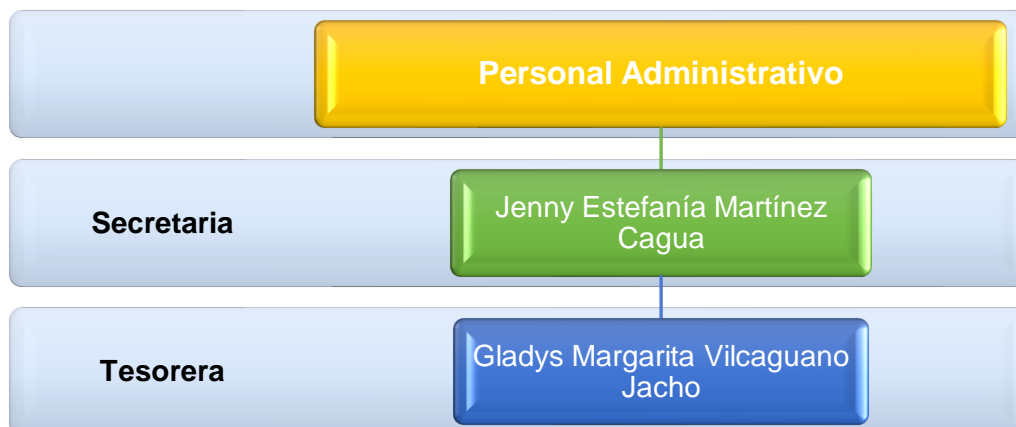 Personal Administrativo
Secretaria
Jenny Estefanía Martínez
Cagua
Tesorera
Gladys Margarita Vilcaguano
Jacho